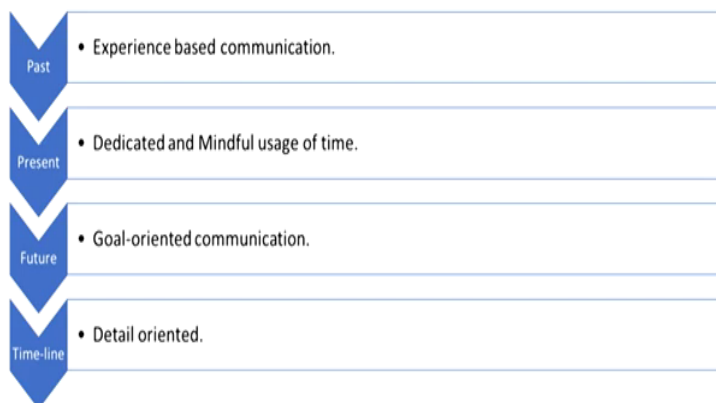 Past
• Experience based communication.
Present
• Dedicated and Mindful usage of time.
Future
• Goal-oriented communication.
Time-line
• Detail oriented.